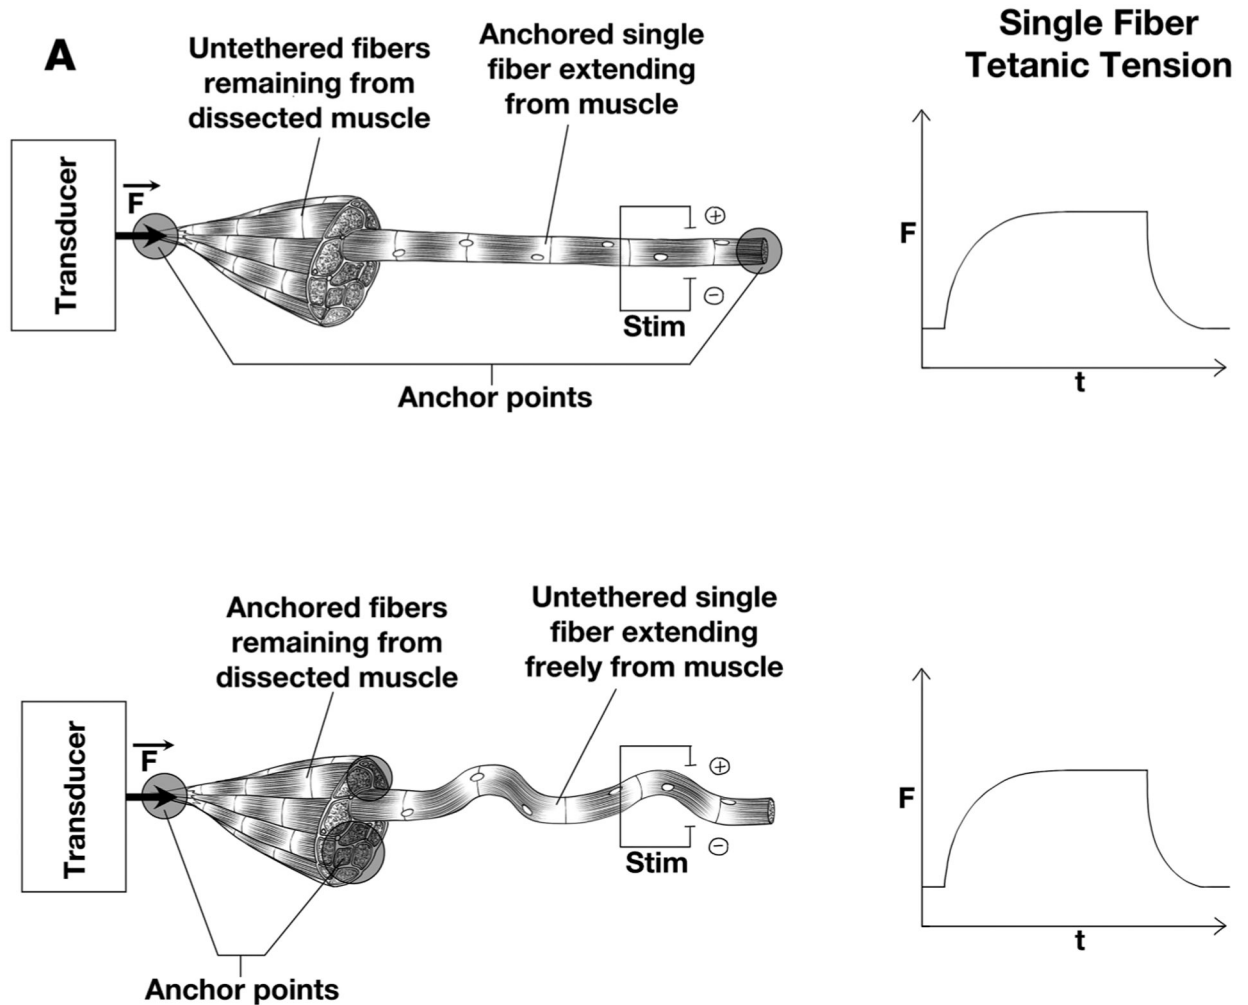 A
Untethered fibers
remaining from
dissected muscle
Anchored single
fiber extending
from muscle
Single Fiber
Tetanic Tension
Transducer
F
+
−
Stim
Anchor points
F
t
Anchored fibers
remaining from
dissected muscle
Untethered single
fiber extending
freely from muscle
Transducer
F
+
−
Stim
Anchor points
F
t